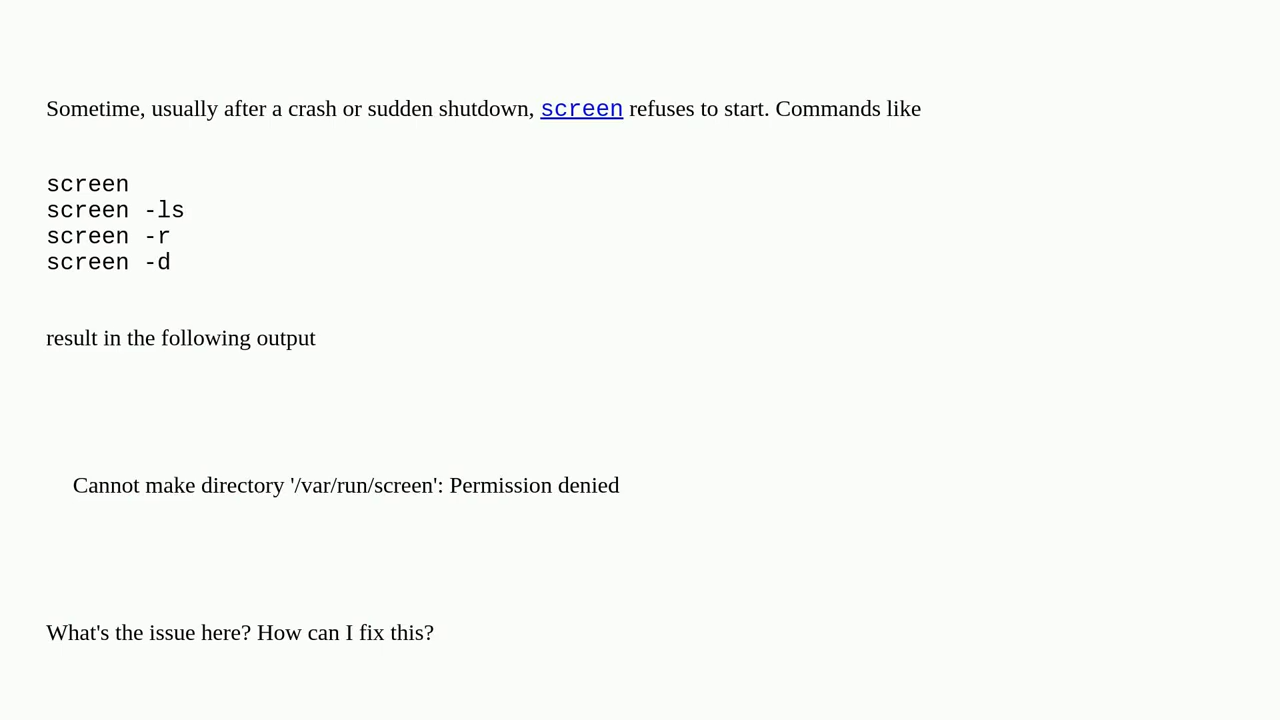 Sometime, usually after a crash or sudden shutdown, screen refuses to start. Commands like
screen
screen -ls
screen -r
screen -d
result in the following output
Cannot make directory '/var/run/screen': Permission denied
What's the issue here? How can I fix this?